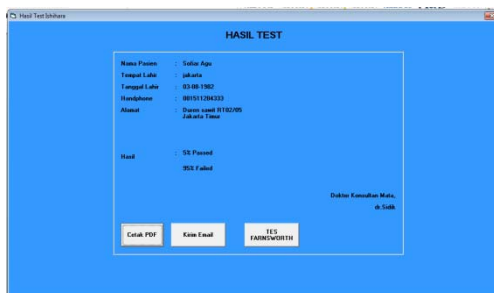 Hasil Test Ishihara
HASIL TEST
Nama Pasien : Sofiar Agu
Tempat Lahir : jakarta
Tanggal Lahir : 03-08-1982
Handphone : 081511284333
Alamat : Duren sawit RT02/09
Jakarta Timur
Hasil : 5% Passed
95% Failed
Dokter Konsultan Mata,
dr.Sidik
Cetak PDF
Kirim Email
TES
FARNSWORTH